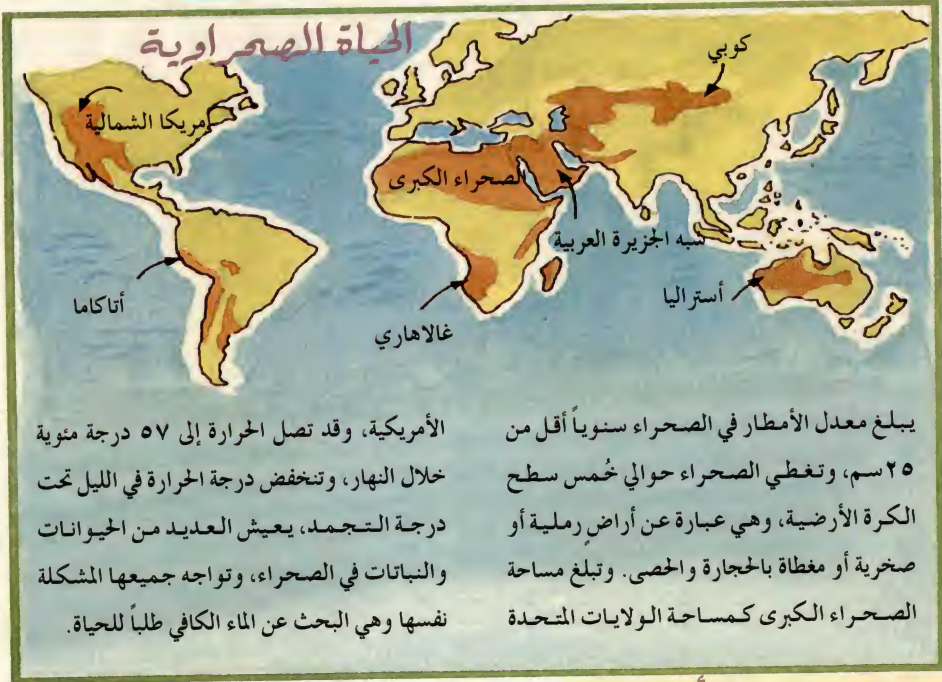 الحياة الصحراوية
كوبي
أمريكا الشمالية
الصحراء الكبرى
شبه الجزيرة العربية
أتاكاما
غالاهاري
أستراليا
يبلغ معدل الأمطار في الصحراء سنوياً أقل من
٢٥سم، وتغطي الصحراء حوالي خُمس سطح
الكرة الأرضية، وهي عبارة عن أراضٍ رملية أو
صخرية أو مغطاة بالحجارة والحصى. وتبلغ مساحة
الصحراء الكبرى كمساحة الولايات المتحدة
الأمريكية، وقد تصل الحرارة إلى ٥٧ درجة مئوية
خلال النهار، وتنخفض درجة الحرارة في الليل تحت
درجة التجمد، يعيش العديد من الحيوانات
والنباتات في الصحراء، وتواجه جميعها المشكلة
نفسها وهي البحث عن الماء الكافي طلباً للحياة.